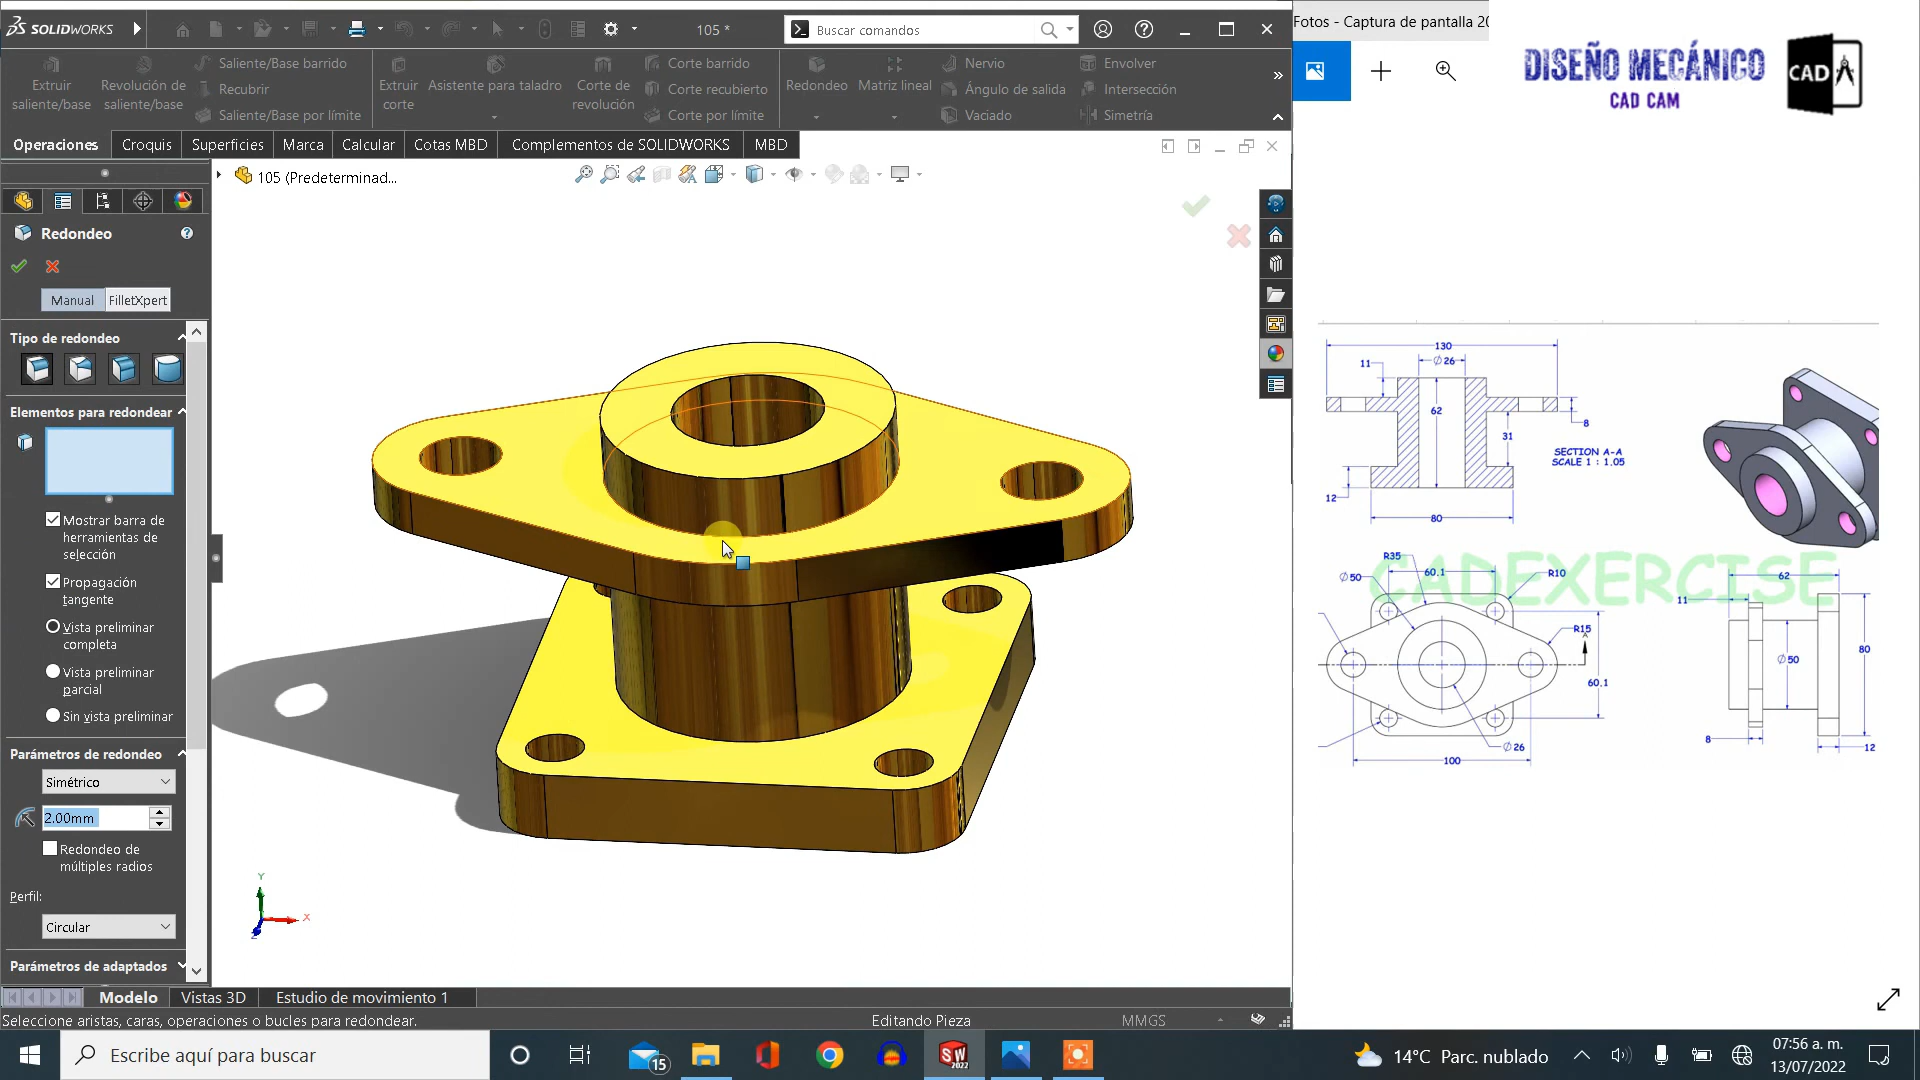 SOLIDWORKS
105 *
Buscar comandos
Extruir saliente/base
Revolución de saliente/base
Saliente/Base barrido
Recubrir
Saliente/Base por límite
Extruir corte
Asistente para taladro
Corte de revolución
Corte barrido
Corte recubierto
Corte por límite
Redondeo
Matriz lineal
Nervio
Ángulo de salida
Vaciado
Envolver
Intersección
Simetría
Operaciones
Croquis
Superficies
Marca
Calcular
Cotas MBD
Complementos de SOLIDWORKS
MBD
105 (Predeterminad...
Redondeo
Manual
FilletXpert
Tipo de redondeo
Elementos para redondear
Mostrar barra de
herramientas de
selección
Propagación
tangente
Vista preliminar
completa
Vista preliminar
parcial
Sin vista preliminar
Parámetros de redondeo
Simétrico
2.00mm
Redondeo de
múltiples radios
Perfil:
Circular
Parámetros de adaptados
Y
X
Z
Modelo
Vistas 3D
Estudio de movimiento 1
Seleccione aristas, caras, operaciones o bucles para redondear.
Editando Pieza
MMGS
Fotos - Captura de pantalla 20
DISEÑO MECÁNICO
CAD CAM
CAD
130
Ø26
11
62
8
31
12
80
SECTION A-A
SCALE 1 : 1.05
CADEXERCISE
R35
60.1
R10
Ø50
R15
A
60.1
Ø26
100
62
11
Ø50
80
8
12
Escribe aquí para buscar
15
SW
2022
14°C Parc. nublado
07:56 a. m.
13/07/2022